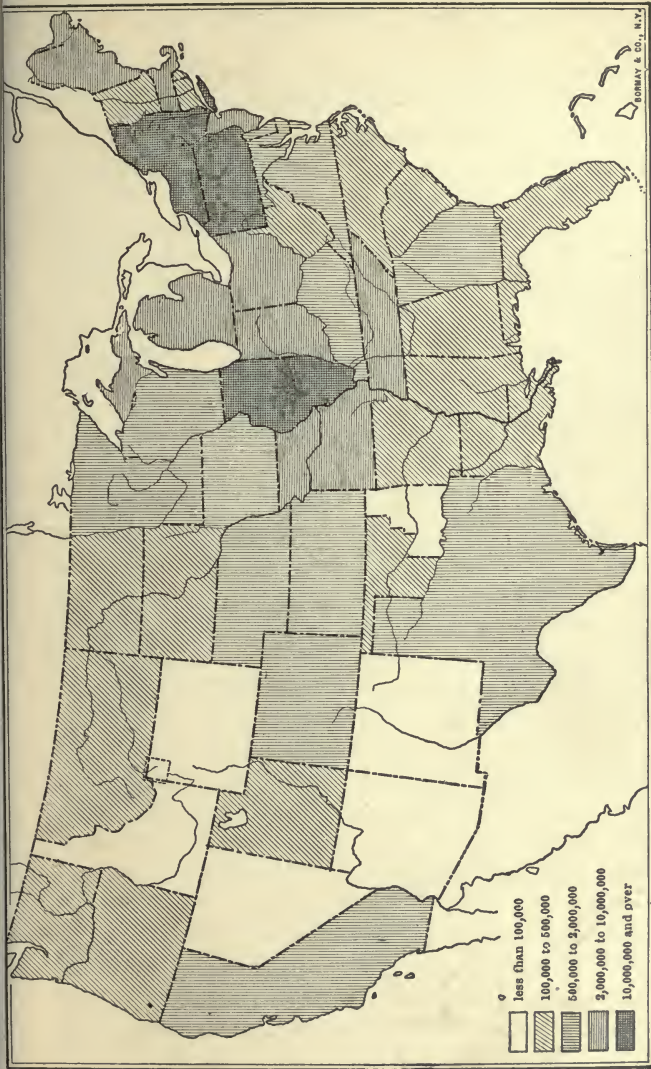 less than 100,000
100,000 to 500,000
500,000 to 2,000,000
2,000,000 to 10,000,000
10,000,000 and over
BORMAY & CO., N.Y.